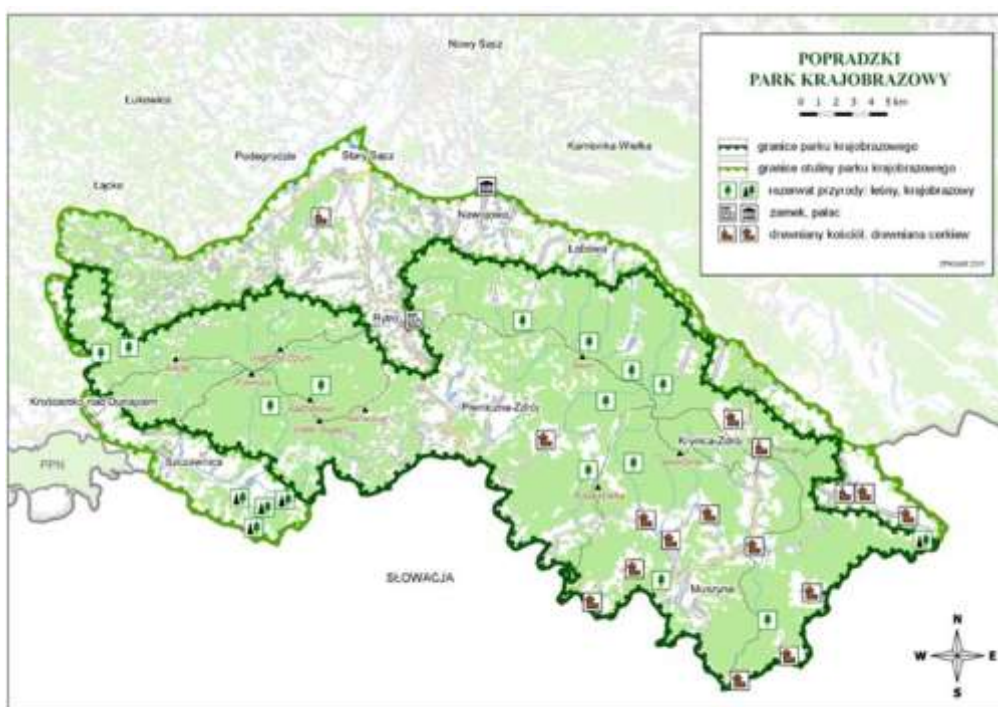 Nowy Sącz
POPRADZKI
PARK KRAJOBRAZOWY
0 1 2 3 4 5 km
granice parku krajobrazowego
granice otuliny parku krajobrazowego
rezerwat przyrody: leśny, krajobrazowy
zamek, pałac
drewniany kościół, drewniana cerkiew
Łukowica
Podegrodzie
Stary Sącz
Kamionka Wielka
Łącko
Nawojowa
Łabowa
Rytro
Krościenko nad Dunajcem
Piwniczna-Zdrój
Krynica-Zdrój
Szczawnica
PPN
SŁOWACJA
Muszyna
N
W E
S